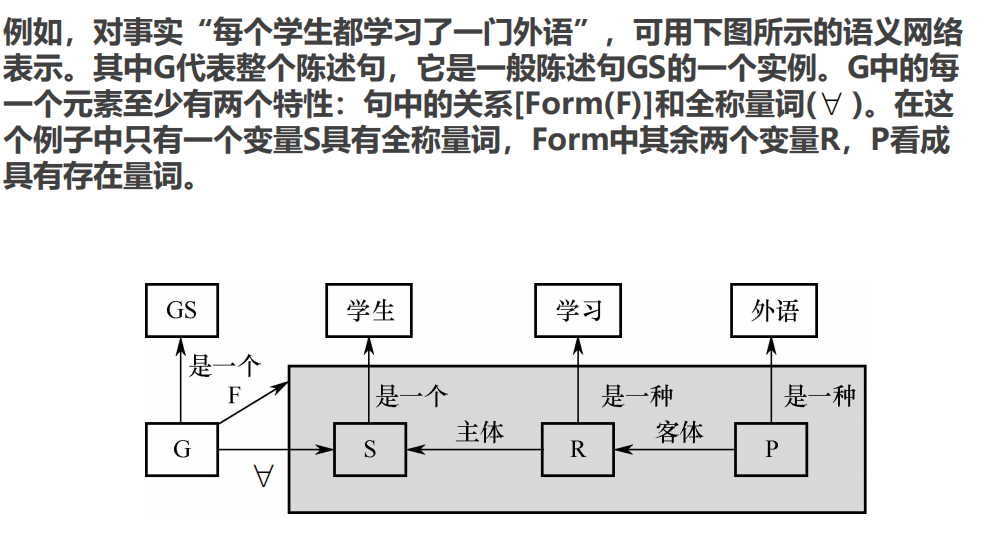 例如，对事实“每个学生都学习了一门外语”，可用下图所示的语义网络
表示。其中G代表整个陈述句，它是一般陈述句GS的一个实例。G中的每
一个元素至少有两个特性：句中的关系[Form(F)]和全称量词(∀)。在这
个例子中只有一个变量S具有全称量词，Form中其余两个变量R，P看成
具有存在量词。
GS
学生
学习
外语
是一个
F
是一个
是一种
是一种
主体
客体
G
S
R
P
∀